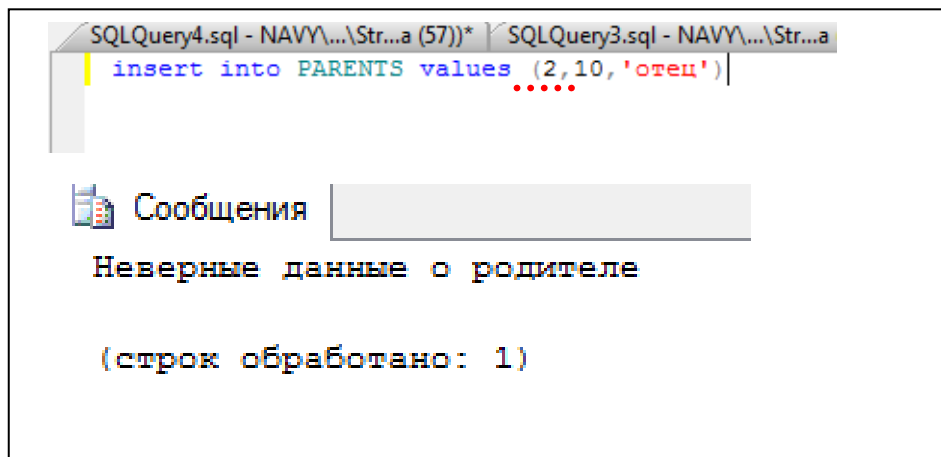 SQLQuery4.sql - NAVY\...\Str...a (57))* SQLQuery3.sql - NAVY\...\Str...a
insert into PARENTS values (2,10,'отец')
Сообщения
Неверные данные о родителе
(строк обработано: 1)